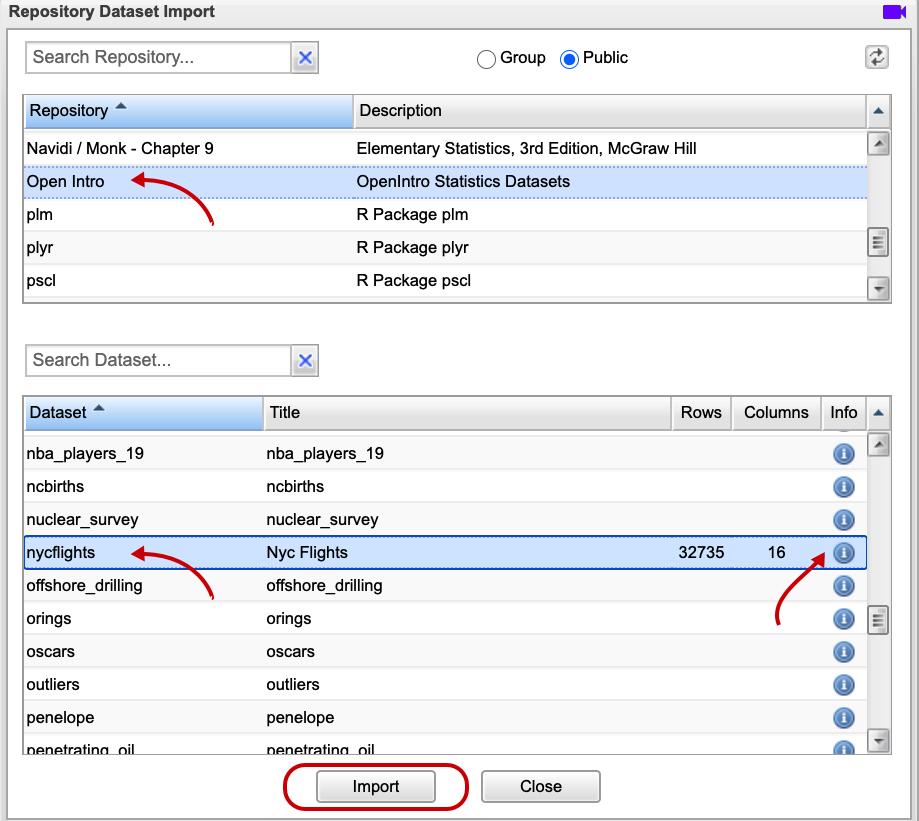 Repository Dataset Import
Search Repository...
Group Public
Repository Description
Navidi / Monk - Chapter 9 Elementary Statistics, 3rd Edition, McGraw Hill
Open Intro OpenIntro Statistics Datasets
plm R Package plm
plyr R Package plyr
pscl R Package pscl
Search Dataset...
Dataset Title Rows Columns Info
nba_players_19 nba_players_19
ncbirths ncbirths
nuclear_survey nuclear_survey
nycflights Nyc Flights 32735 16
offshore_drilling offshore_drilling
orings orings
oscars oscars
outliers outliers
penelope penelope
penetrating_oil penetrating_oil
Import Close